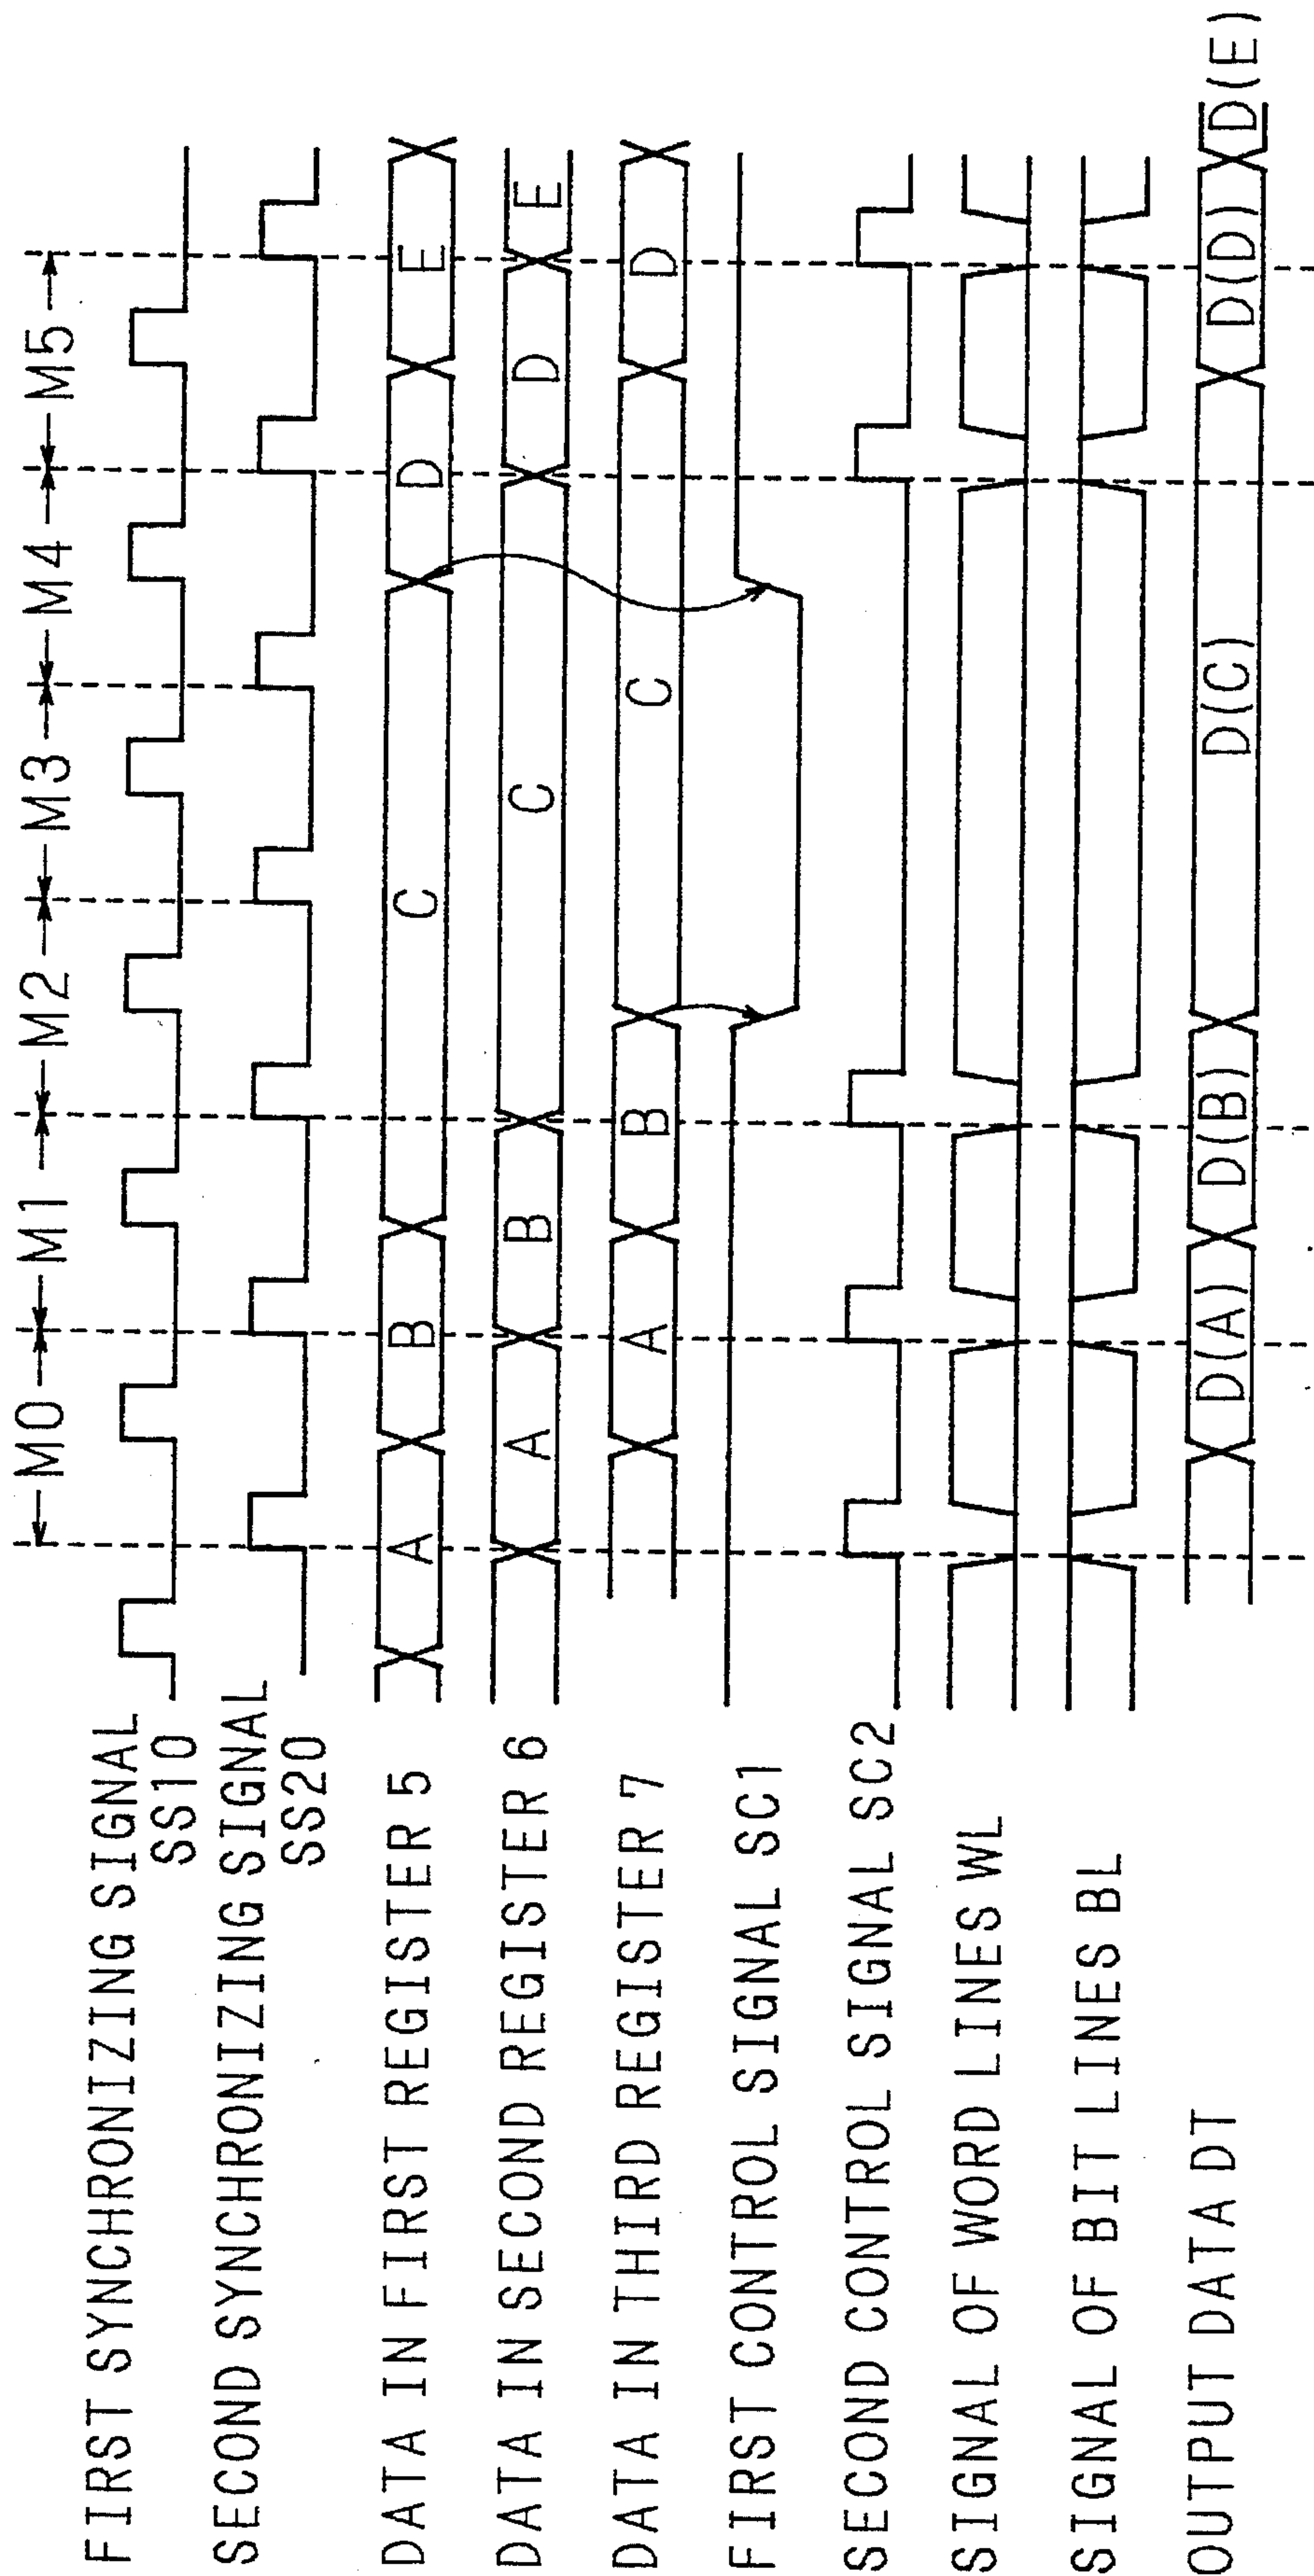 M0 M1 M2 M3 M4 M5
FIRST SYNCHRONIZING SIGNAL
SS10
SECOND SYNCHRONIZING SIGNAL
SS20
DATA IN FIRST REGISTER 5 A B C D E
DATA IN SECOND REGISTER 6 A B C D E
DATA IN THIRD REGISTER 7 A B C D
FIRST CONTROL SIGNAL SC1
SECOND CONTROL SIGNAL SC2
SIGNAL OF WORD LINES WL
SIGNAL OF BIT LINES BL
OUTPUT DATA DT D(A) D(B) D(C) D(D) D(E)